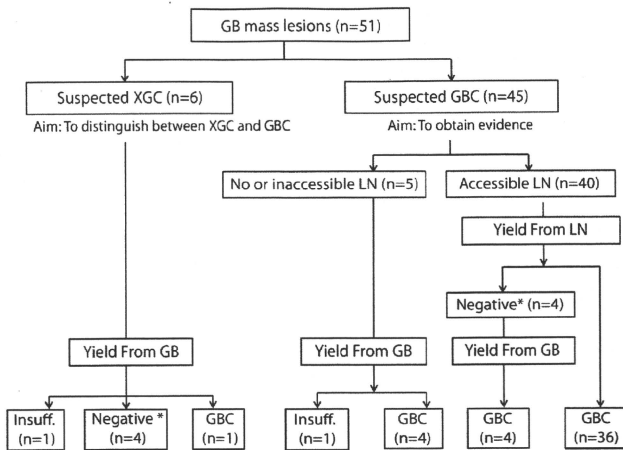 GB mass lesions (n=51)
Suspected XGC (n=6)
Suspected GBC (n=45)
Aim: To distinguish between XGC and GBC
Aim: To obtain evidence
No or inaccessible LN (n=5)
Accessible LN (n=40)
Yield From LN
Negative* (n=4)
Yield From GB
Yield From GB
Yield From GB
Insuff.
(n=1)
Negative *
(n=4)
GBC
(n=1)
Insuff.
(n=1)
GBC
(n=4)
GBC
(n=4)
GBC
(n=36)